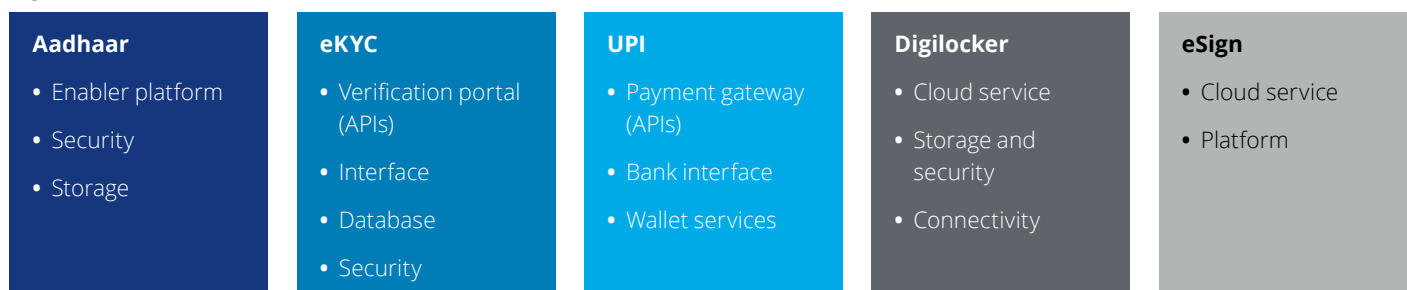 Aadhaar
• Enabler platform
• Security
• Storage
eKYC
• Verification portal
(APIs)
• Interface
• Database
• Security
UPI
• Payment gateway
(APIs)
• Bank interface
• Wallet services
Digilocker
• Cloud service
• Storage and
security
• Connectivity
eSign
• Cloud service
• Platform